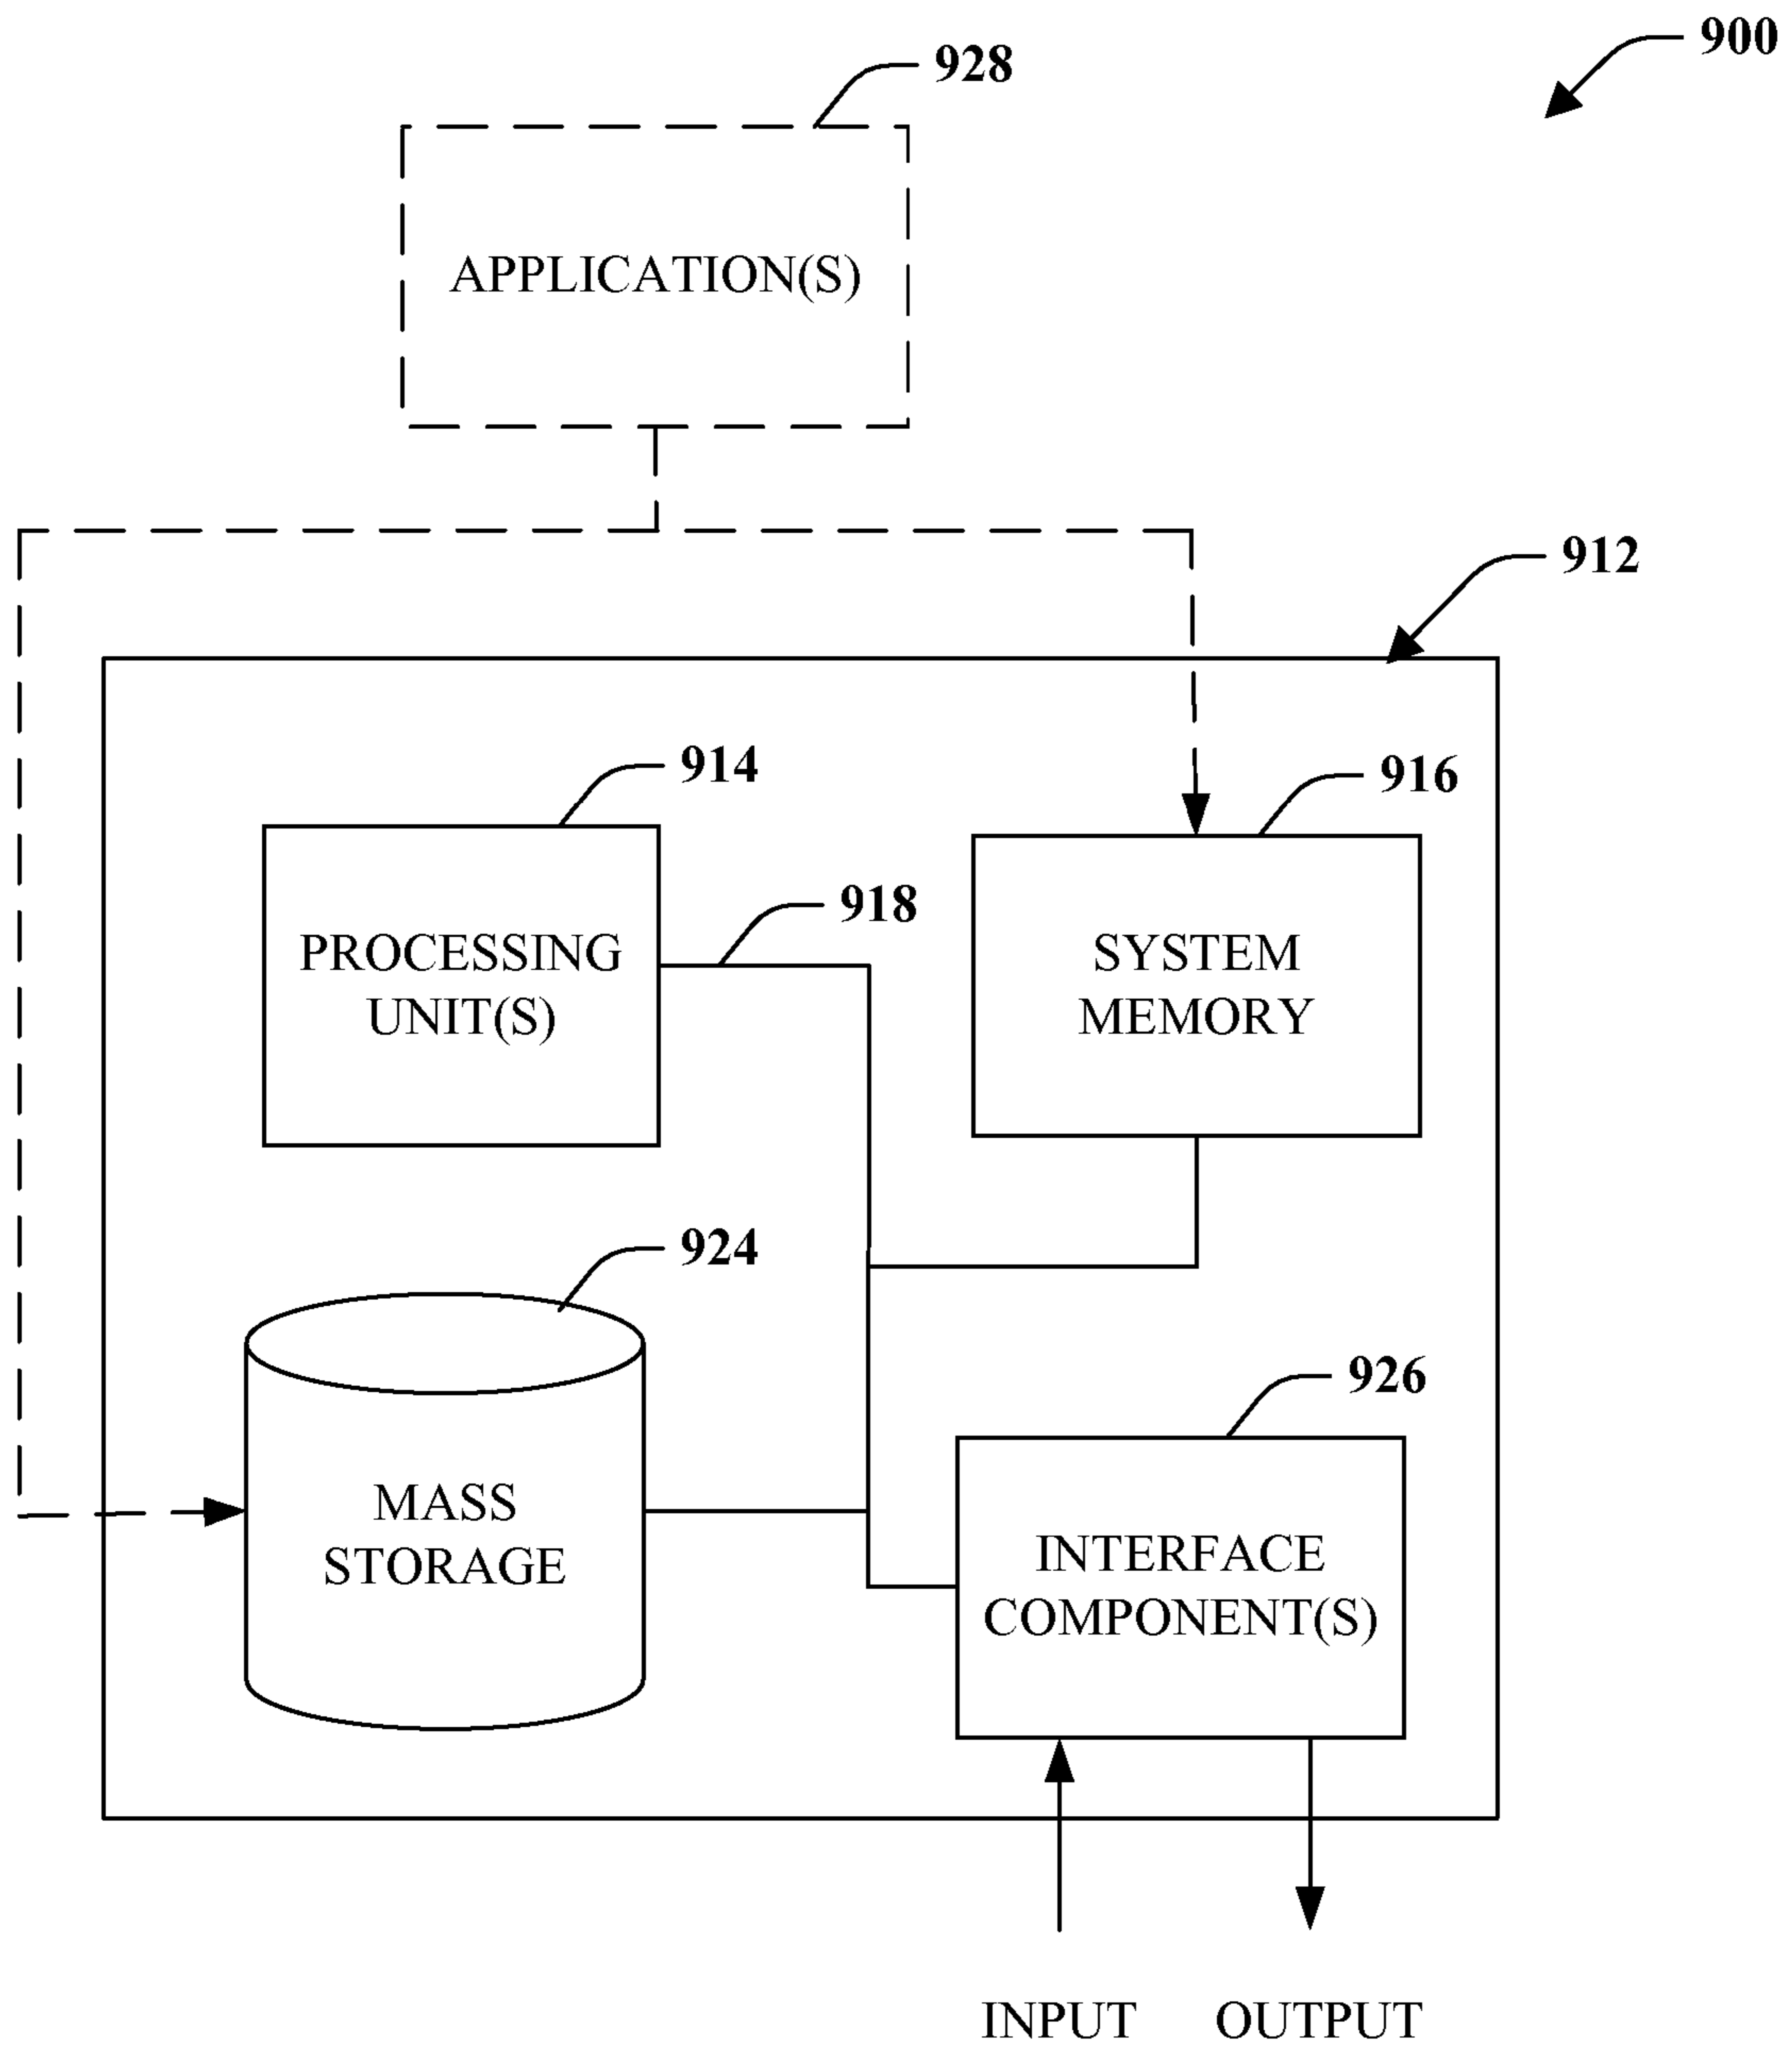 900
928
APPLICATION(S)
912
914
916
918
PROCESSING
UNIT(S)
SYSTEM
MEMORY
924
926
MASS
STORAGE
INTERFACE
COMPONENT(S)
INPUT
OUTPUT